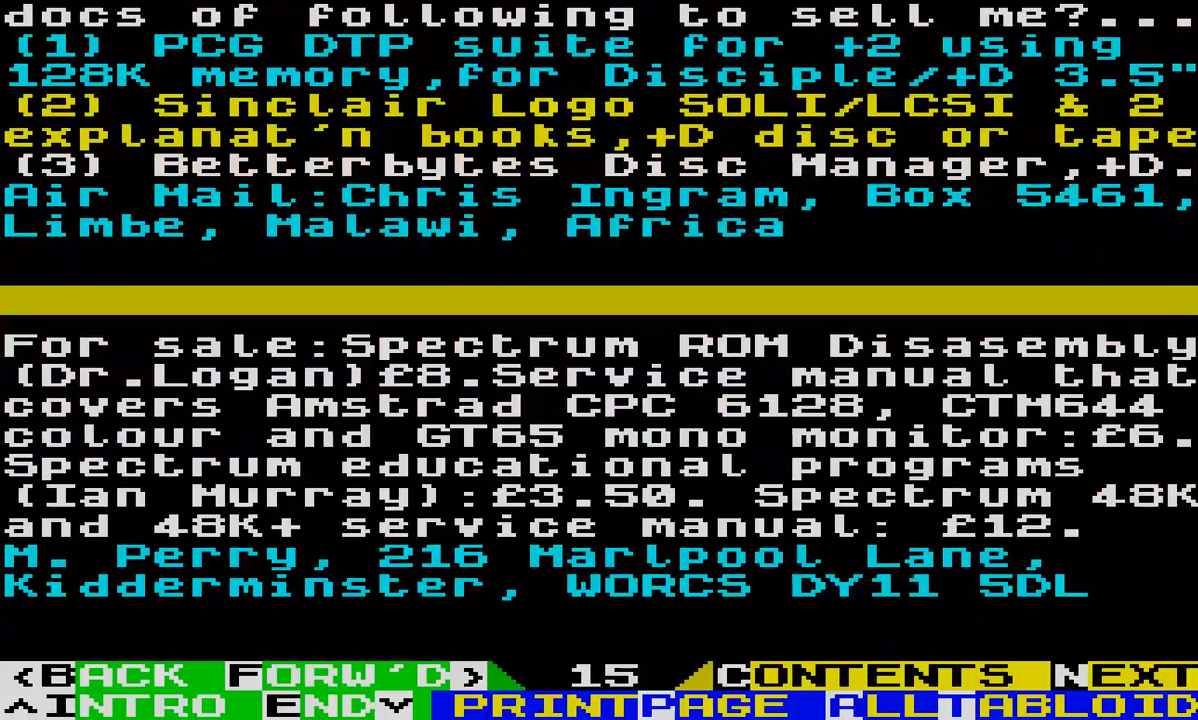 docs of following to sell me?...
(1) PCG DTP suite for +2 using
128K memory,for Disciple/+D 3.5"
(2) Sinclair Logo SOLI/LCSI & 2
explanat'n books,+D disc or tape
(3) Betterbytes Disc Manager,+D.
Air Mail:Chris Ingram, Box 5461,
Limbe, Malawi, Africa
For sale:Spectrum ROM Disasembly
(Dr.Logan)£8.Service manual that
covers Amstrad CPC 6128, CTM644
colour and GT65 mono monitor:£6.
Spectrum educational programs
(Ian Murray):£3.50. Spectrum 48K
and 48K+ service manual: £12.
M. Perry, 216 Marlpool Lane,
Kidderminster, WORCS DY11 5DL
<BACK FORW'D> 15 CONTENTS NEXT
^INTRO ENDv PRINTPAGE ALLTABLOID